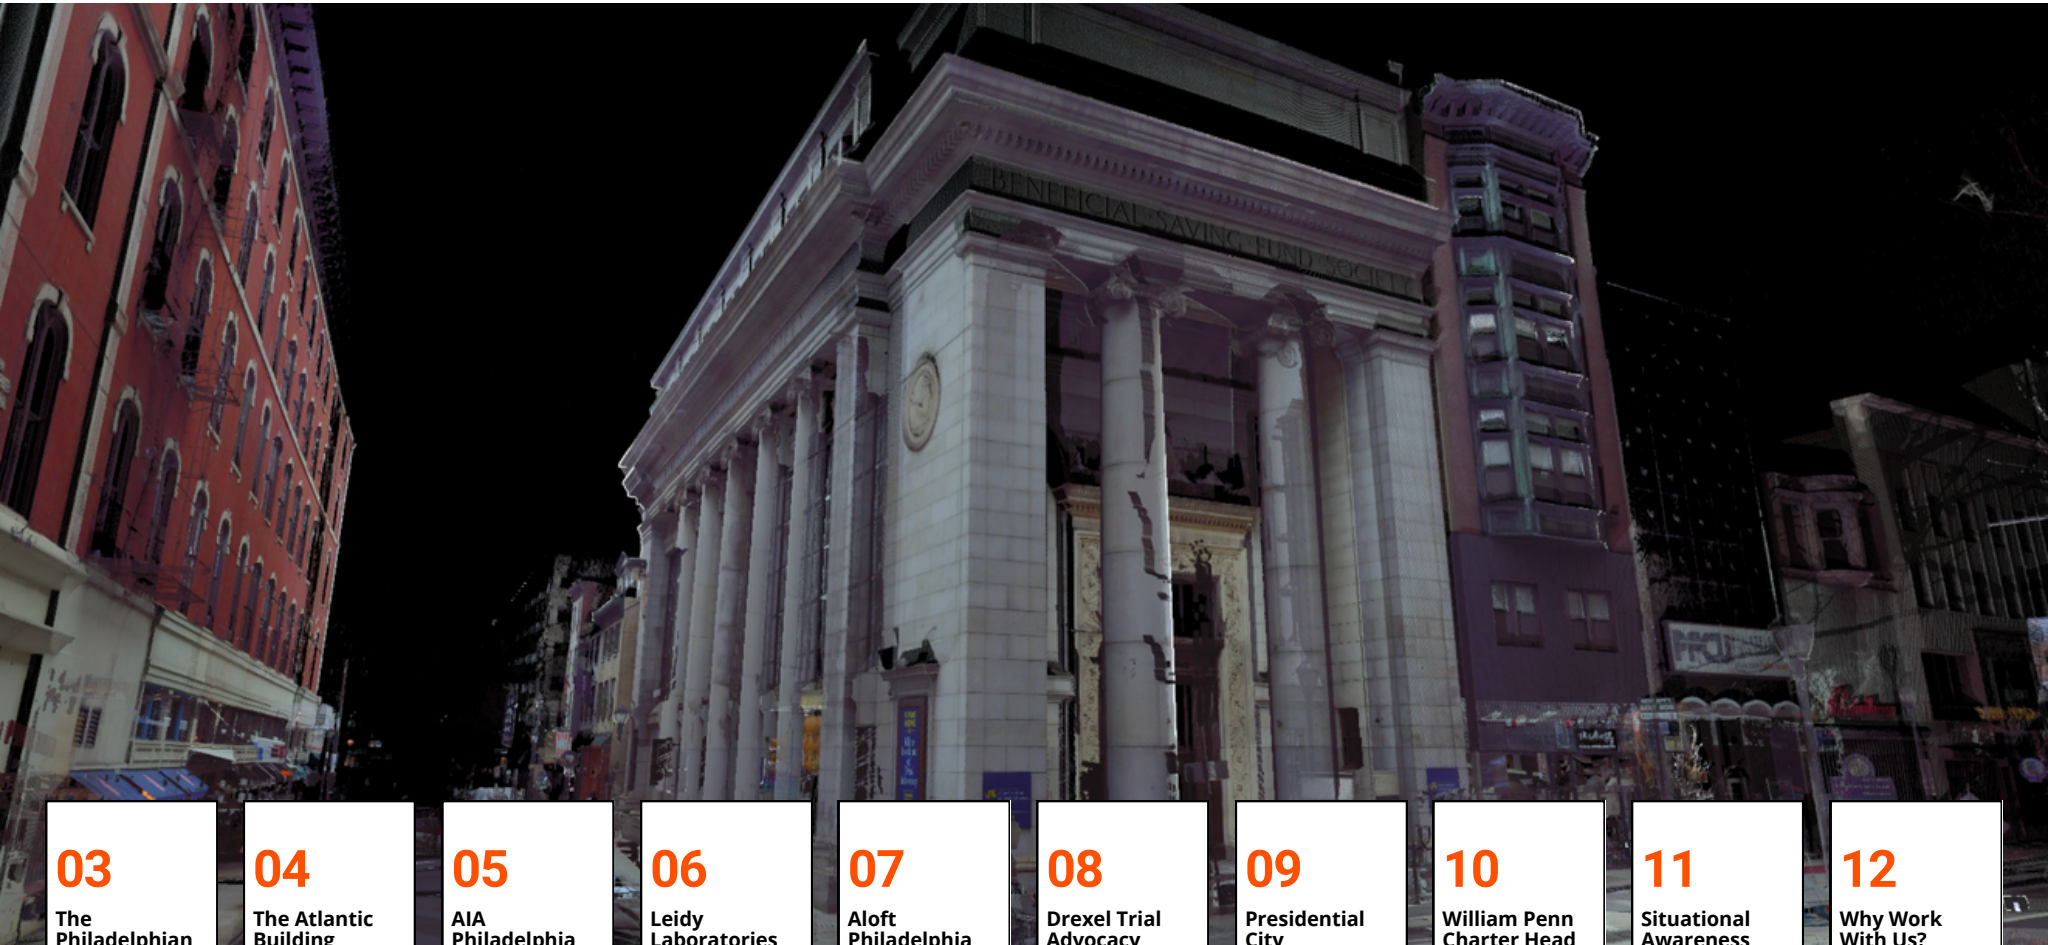 BENEFICIAL·SAVING·FUND·SOCIETY
03
The
Philadelphian
04
The Atlantic
Building
05
AIA
Philadelphia
06
Leidy
Laboratories
07
Aloft
Philadelphia
08
Drexel Trial
Advocacy
09
Presidential
City
10
William Penn
Charter Head
11
Situational
Awareness
12
Why Work
With Us?